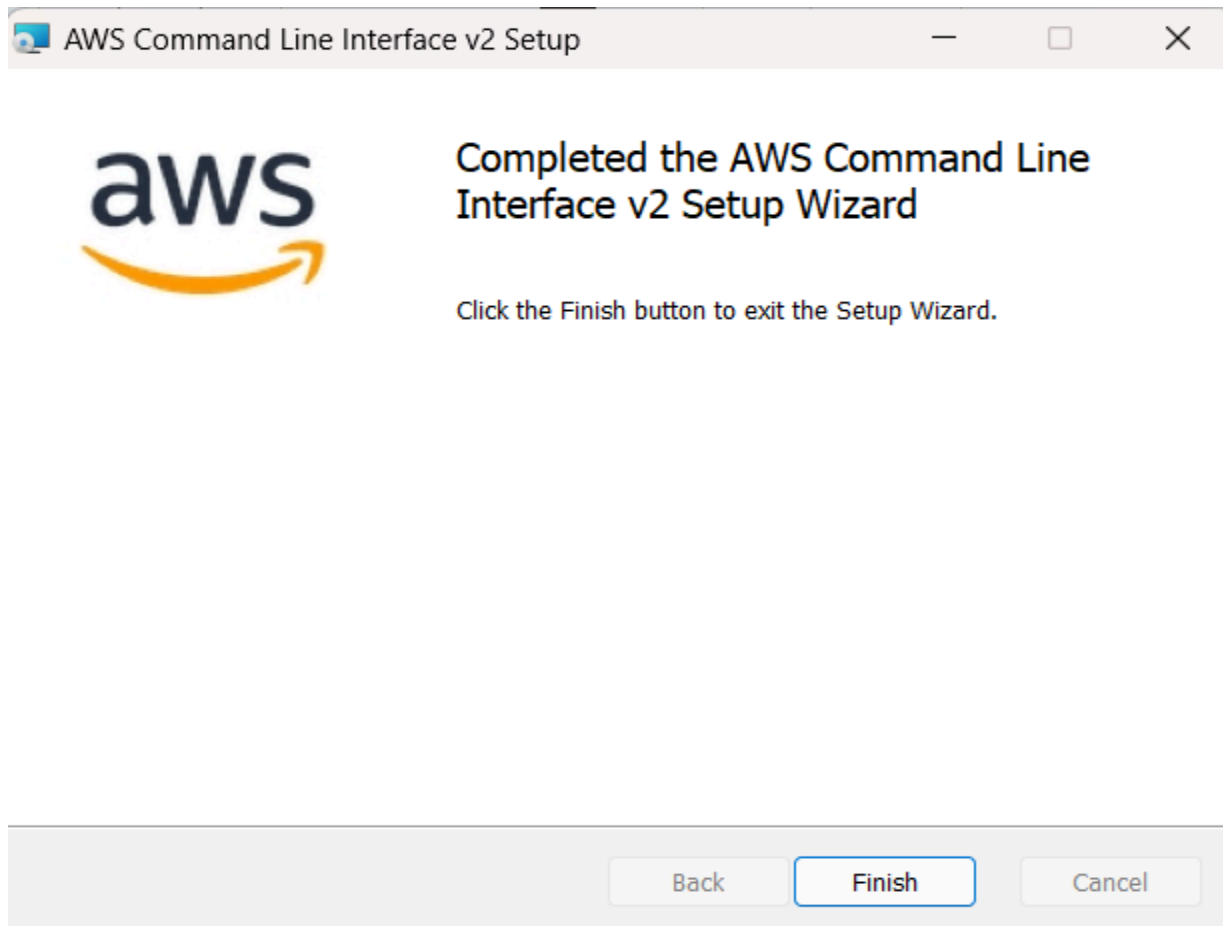 AWS Command Line Interface v2 Setup
aws
Completed the AWS Command Line
Interface v2 Setup Wizard
Click the Finish button to exit the Setup Wizard.
Back
Finish
Cancel